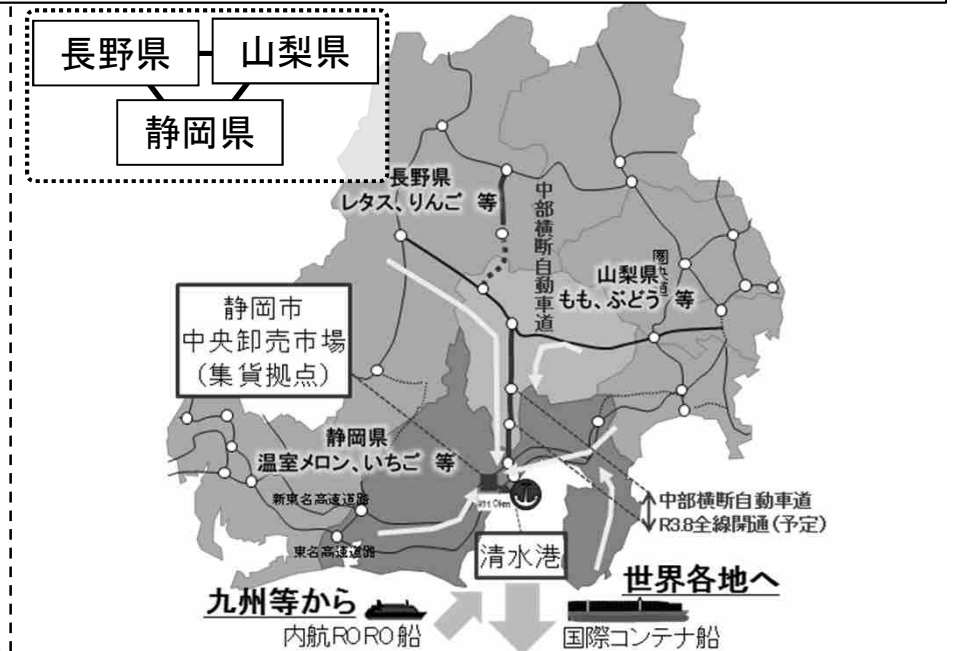 長野県
山梨県
静岡県
長野県
レタス、りんご 等
中部横断自動車道
圏央道
山梨県
もも、ぶどう 等
静岡市
中央卸売市場
(集貨拠点)
静岡県
温室メロン、いちご 等
新東名高速道路
東名高速道路
中部横断自動車道
R3.8全線開通(予定)
清水港
九州等から
内航RORO船
世界各地へ
国際コンテナ船